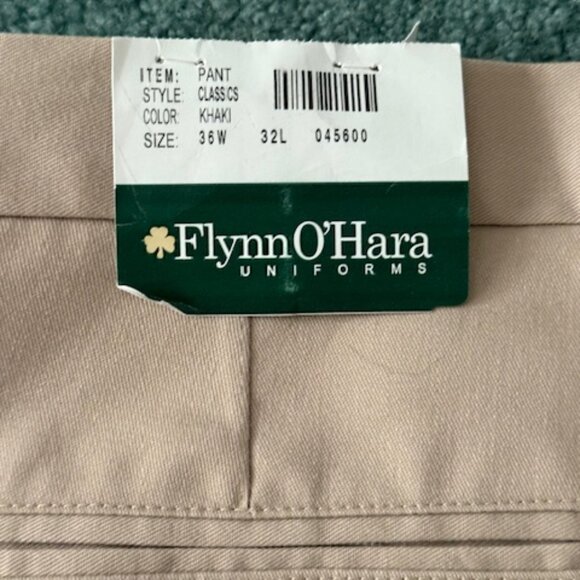 ITEM: PANT
STYLE: CLASSICS
COLOR: KHAKI
SIZE: 36W 32L 045600
FlynnO'Hara
UNIFORMS